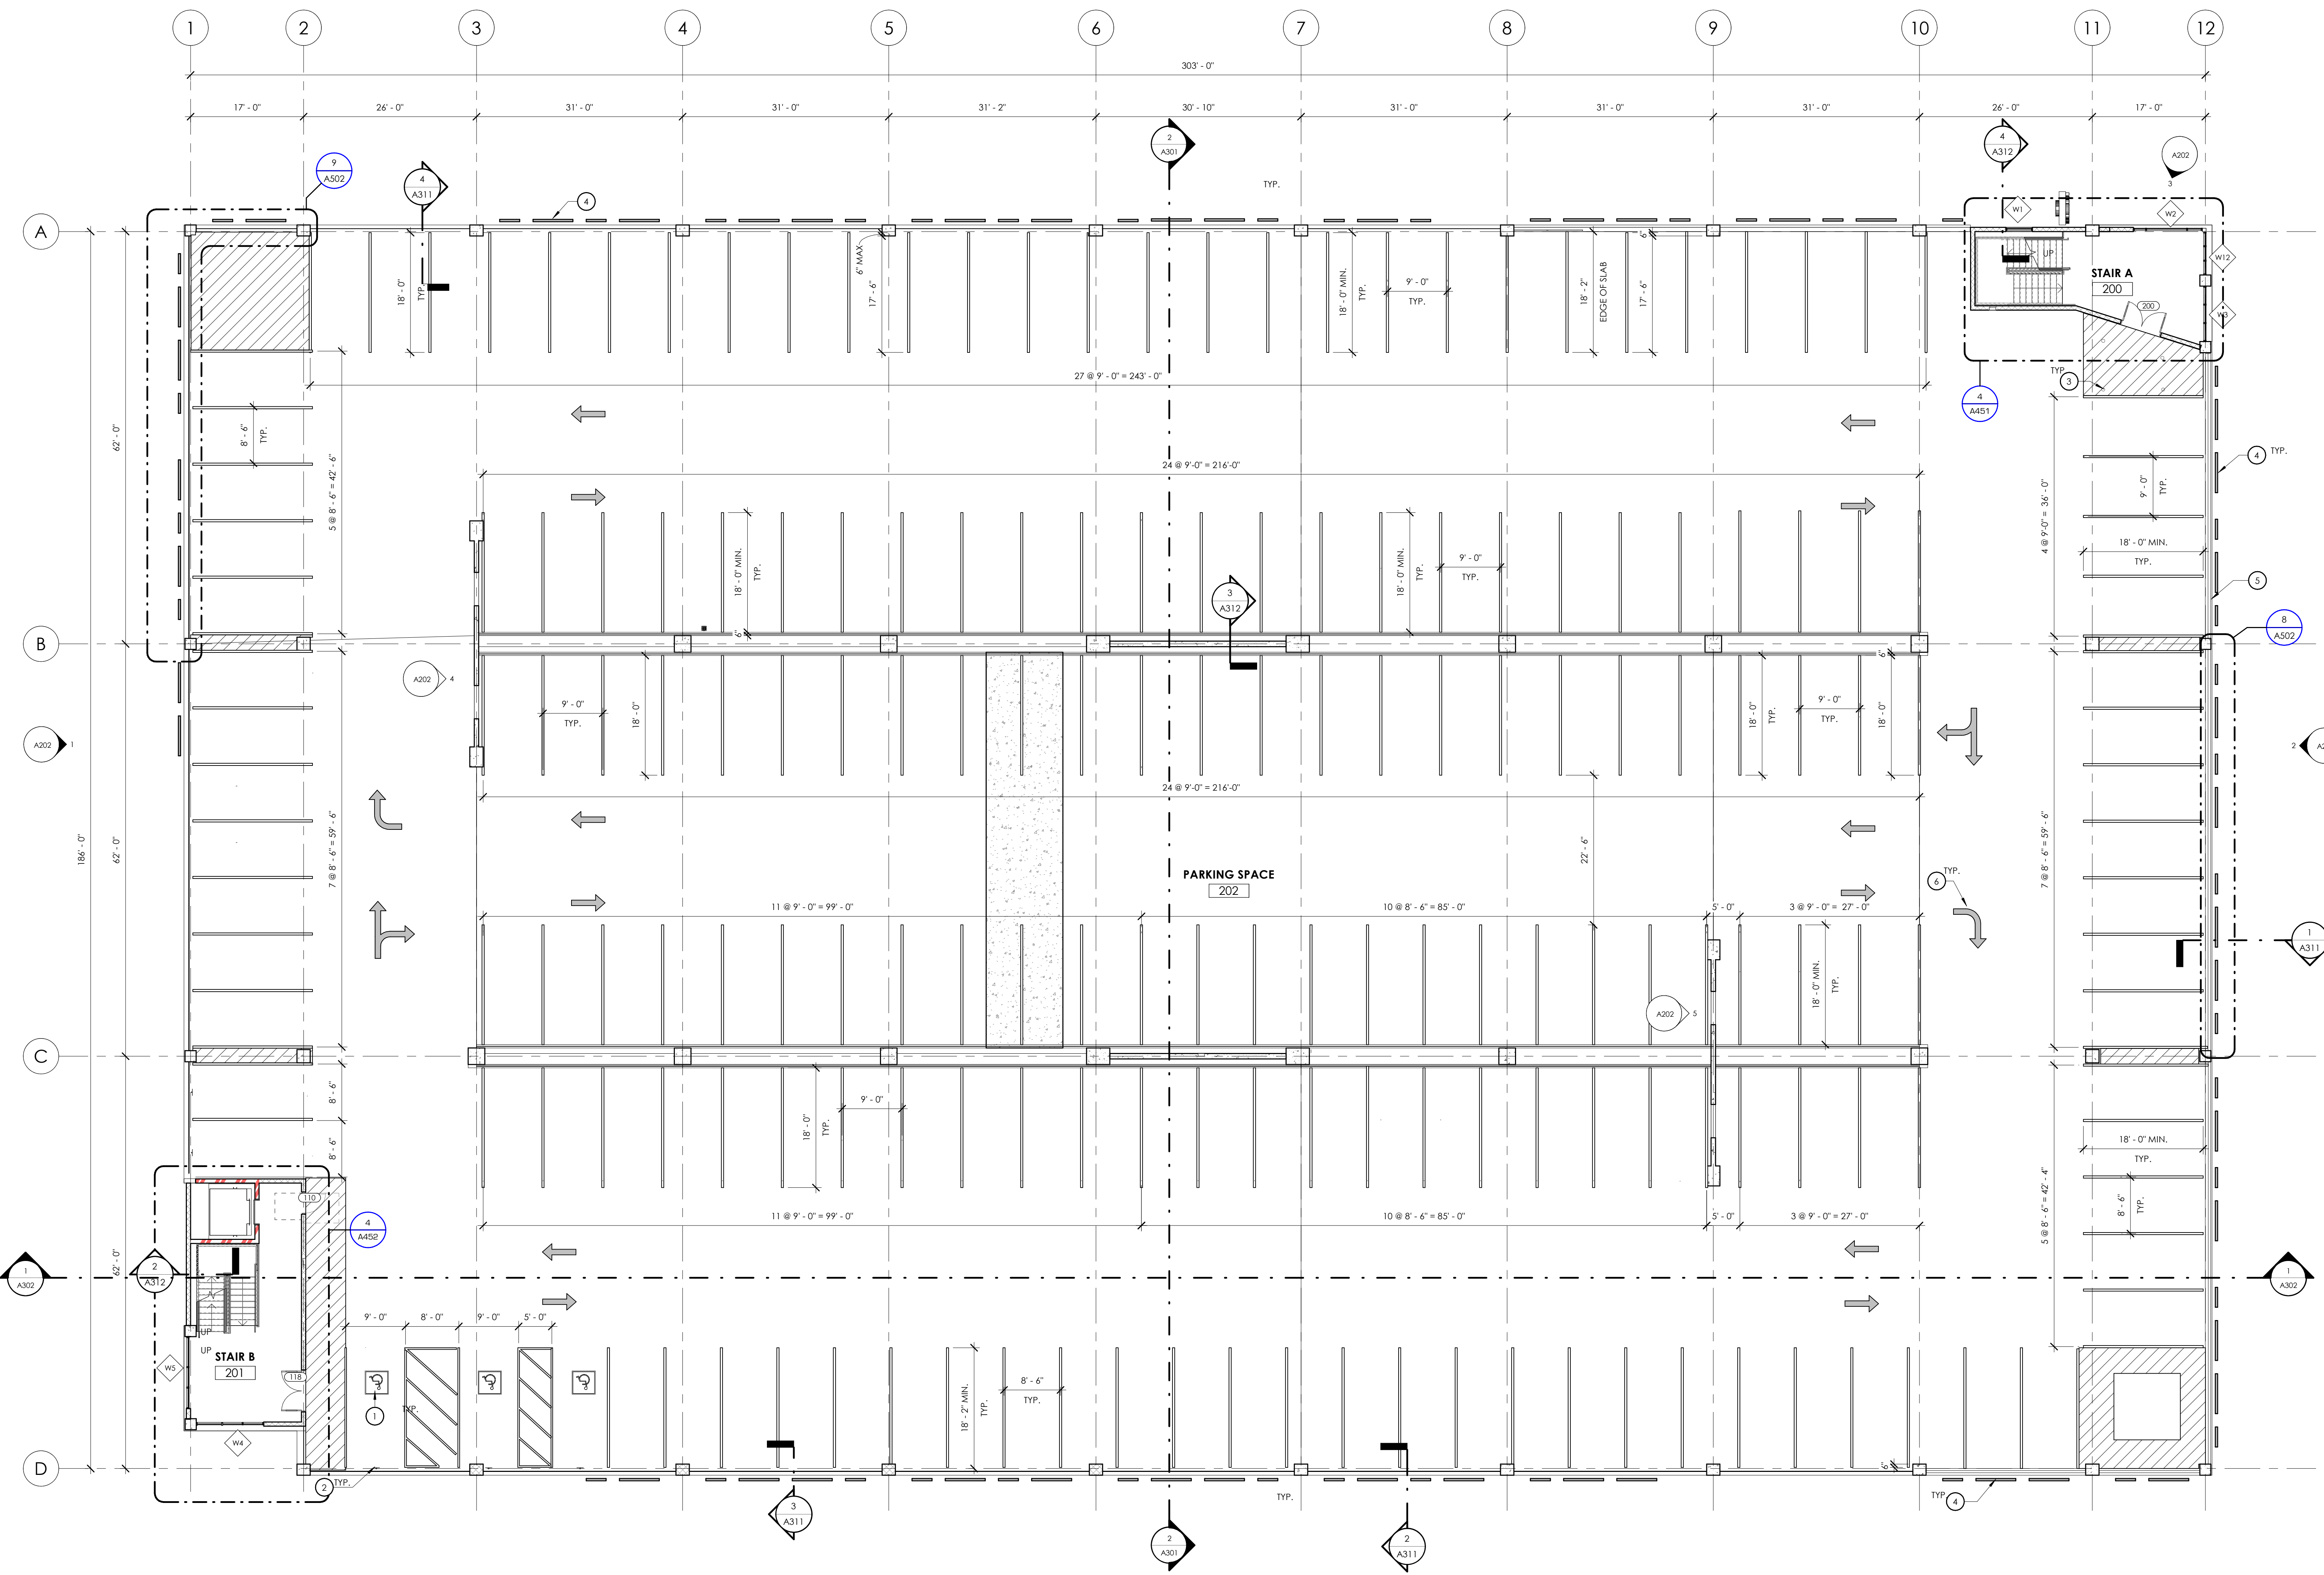 1 2 3 4 5 6 7 8 9 10 11 12
303' - 0"
17' - 0" 26' - 0" 31' - 0" 31' - 0" 31' - 2" 30' - 10" 31' - 0" 31' - 0" 31' - 0" 26' - 0" 17' - 0"
9
A502
4
A311
2
A301
4
A312
A202
3
TYP.
4
W1
W2
A
6" MAX
6"
UP
STAIR A
200
200
W12
W3
18' - 0"
TYP.
17' - 6"
18' - 0" MIN.
TYP.
9' - 0"
TYP.
18' - 2"
EDGE OF SLAB
17' - 6"
27 @ 9' - 0" = 243' - 0"
TYP.
3
4
A451
8' - 6"
TYP.
62' - 0"
5 @ 8' - 6" = 42' - 6"
24 @ 9'-0" = 216'-0"
4 TYP.
9' - 0"
TYP.
4 @ 9'-0" = 36' - 0"
18' - 0" MIN.
TYP.
18' - 0" MIN.
TYP.
18' - 0" MIN.
TYP.
9' - 0"
TYP.
5
3
A312
8
A502
B
6"
6"
A202
4
9' - 0"
TYP.
18' - 0"
18' - 0"
TYP.
9' - 0"
TYP.
18' - 0"
A202
1
2
24 @ 9'-0" = 216'-0"
186' - 0"
62' - 0"
7 @ 8' - 6" = 59' - 6"
22' - 6"
PARKING SPACE
202
TYP.
6
7 @ 8' - 6" = 59' - 6"
11 @ 9' - 0" = 99' - 0"
10 @ 8' - 6" = 85' - 0"
5' - 0"
3 @ 9' - 0" = 27' - 0"
18' - 0" MIN.
TYP.
1
A311
A202
5
C
8' - 6"
8' - 6"
18' - 0"
TYP.
9' - 0"
18' - 0" MIN.
TYP.
8' - 6"
TYP.
5 @ 8' - 6" = 42' - 4"
110
4
A452
11 @ 9' - 0" = 99' - 0"
10 @ 8' - 6" = 85' - 0"
5' - 0"
3 @ 9' - 0" = 27' - 0"
62' - 0"
1
A302
2
A312
1
A302
9' - 0"
8' - 0"
9' - 0"
5' - 0"
UP
UP
STAIR B
201
W5
118
1
TYP.
18' - 2" MIN.
TYP.
8' - 6"
TYP.
W4
D
6"
2
TYP.
TYP.
TYP.
4
3
A311
2
A301
2
A311